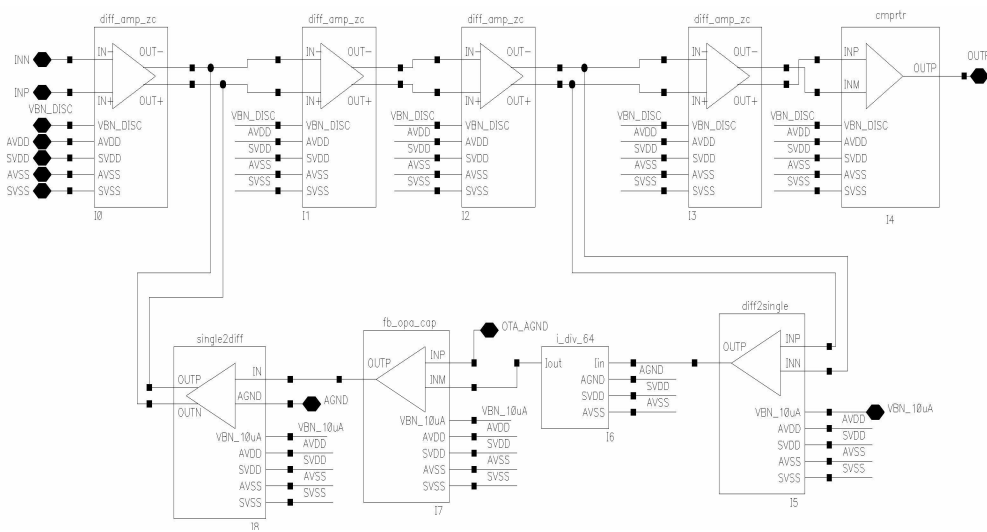 diff_amp_zc diff_amp_zc diff_amp_zc diff_amp_zc cmprtr
INN IN- OUT- IN- OUT- IN- OUT- IN- OUT- INP OUTP
INP IN+ OUT+ IN+ OUT+ IN+ OUT+ IN+ OUT+ INM OUTP
VBN_DISC VBN_DISC VBN_DISC VBN_DISC VBN_DISC VBN_DISC
AVDD AVDD AVDD AVDD AVDD AVDD AVDD AVDD AVDD AVDD
SVDD SVDD SVDD SVDD SVDD SVDD SVDD SVDD SVDD SVDD
AVSS AVSS AVSS AVSS AVSS AVSS AVSS AVSS AVSS AVSS
SVSS SVSS SVSS SVSS SVSS SVSS SVSS SVSS SVSS SVSS
I0 I1 I2 I3 I4
single2diff fb_opa_cap OTA_AGND i_div_64 diff2single
OUTP IN OUTP INP Iout Iin OUTP INP
OUTN AGND AGND INM AGND AGND INN
SVDD SVDD
AVSS AVSS
I6
VBN_10uA VBN_10uA VBN_10uA VBN_10uA VBN_10uA VBN_10uA
AVDD AVDD AVDD AVDD AVDD AVDD
SVDD SVDD SVDD SVDD SVDD SVDD
AVSS AVSS AVSS AVSS AVSS AVSS
SVSS SVSS SVSS SVSS SVSS SVSS
I8 I7 I5